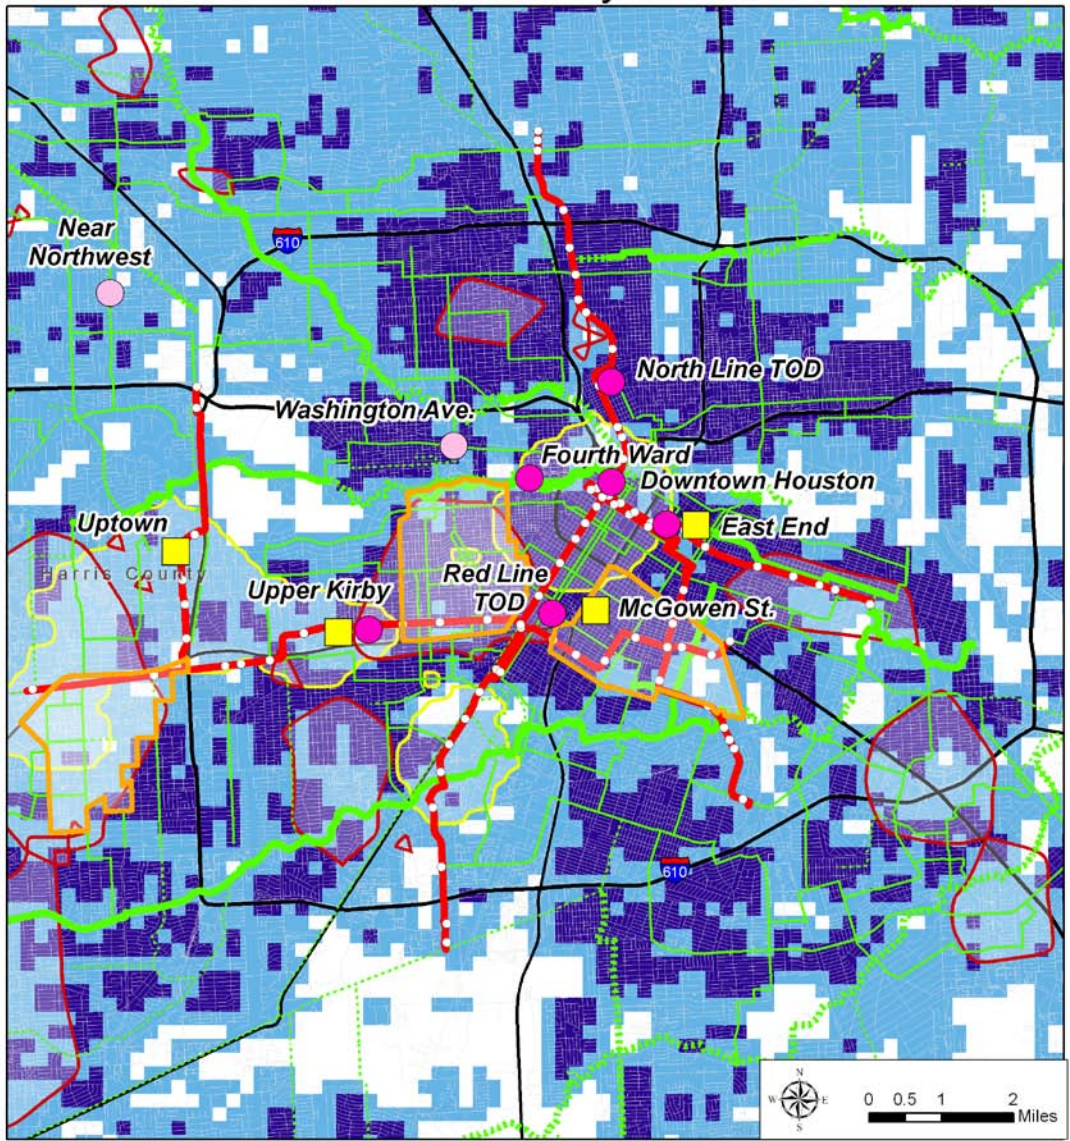 Near
Northwest
610
North Line TOD
Washington Ave.
Fourth Ward
Downtown Houston
Uptown
East End
Harris County
Upper Kirby
Red Line
TOD
McGowen St.
610
N
W
E
S
0 0.5 1 2
Miles